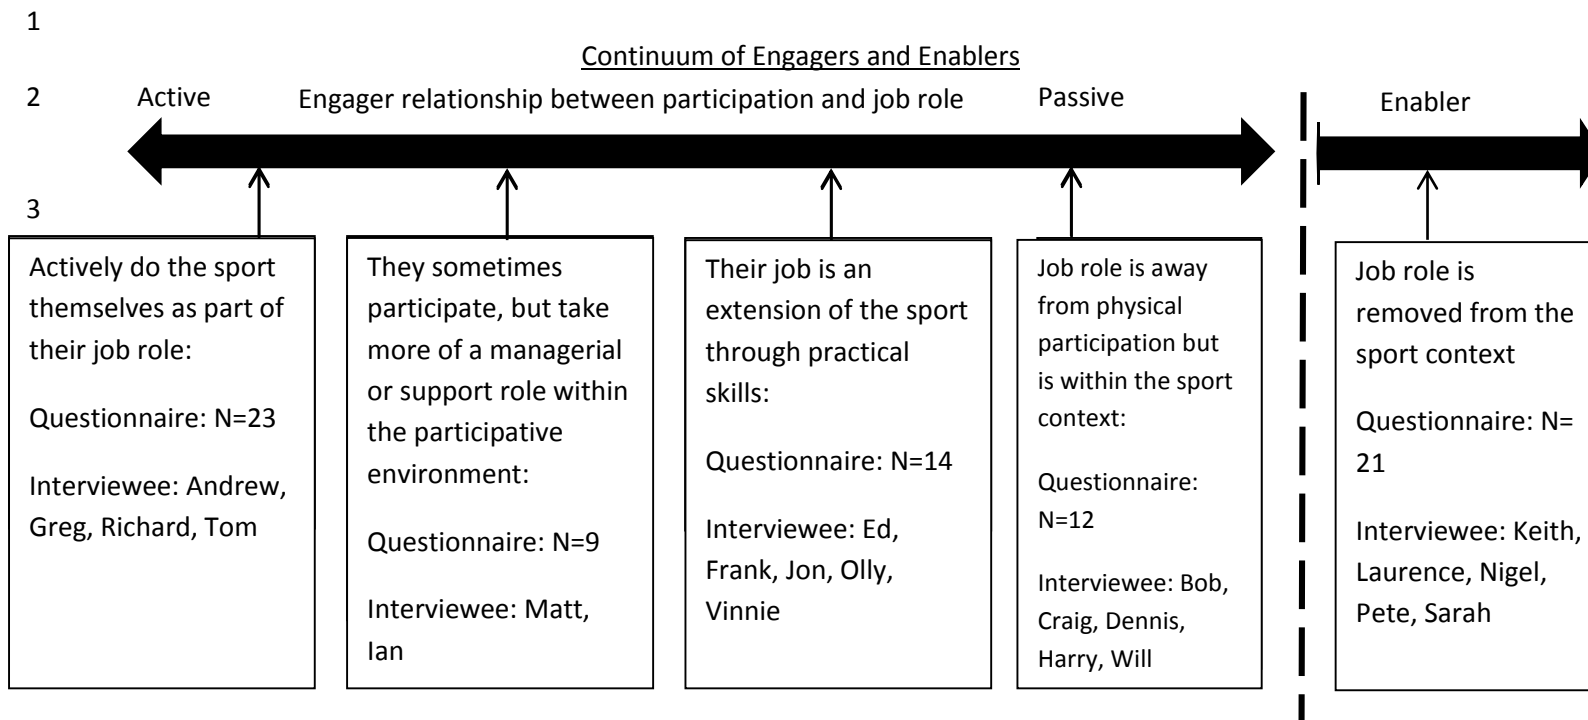 1
Continuum of Engagers and Enablers
2
Active
Engager relationship between participation and job role
Passive
Enabler
3
Actively do the sport
themselves as part of
their job role:
Questionnaire: N=23
Interviewee: Andrew,
Greg, Richard, Tom
They sometimes
participate, but take
more of a managerial
or support role within
the participative
environment:
Questionnaire: N=9
Interviewee: Matt,
Ian
Their job is an
extension of the sport
through practical
skills:
Questionnaire: N=14
Interviewee: Ed,
Frank, Jon, Olly,
Vinnie
Job role is away
from physical
participation but
is within the sport
context:
Questionnaire:
N=12
Interviewee: Bob,
Craig, Dennis,
Harry, Will
Job role is
removed from the
sport context
Questionnaire: N=
21
Interviewee: Keith,
Laurence, Nigel,
Pete, Sarah